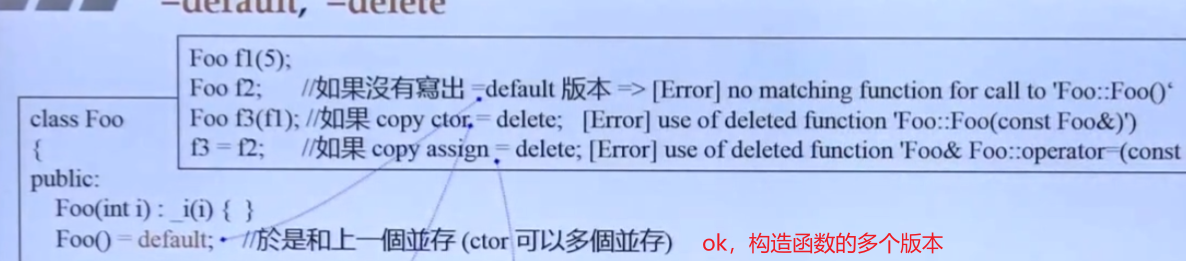 =default, =delete
Foo f1(5);
Foo f2; //如果沒有寫出 =default 版本 => [Error] no matching function for call to 'Foo::Foo()‘
Foo f3(f1); //如果 copy ctor = delete; [Error] use of deleted function 'Foo::Foo(const Foo&)')
f3 = f2; //如果 copy assign = delete; [Error] use of deleted function 'Foo& Foo::operator=(const
class Foo
{
public:
Foo(int i) : _i(i) { }
Foo() = default; //於是和上一個並存 (ctor 可以多個並存) ok，构造函数的多个版本